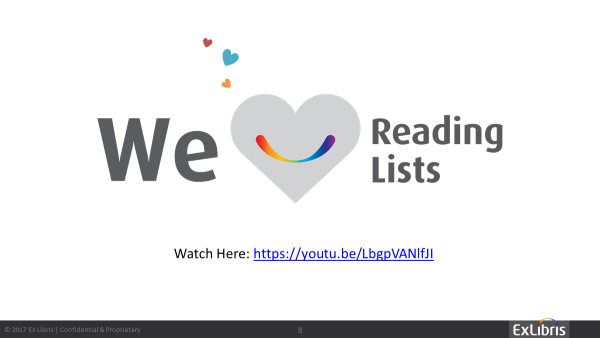 We
Reading
Lists
Watch Here: https://youtu.be/LbgpVANlfJI
© 2017 Ex Libris | Confidential & Proprietary
8
ExLibris